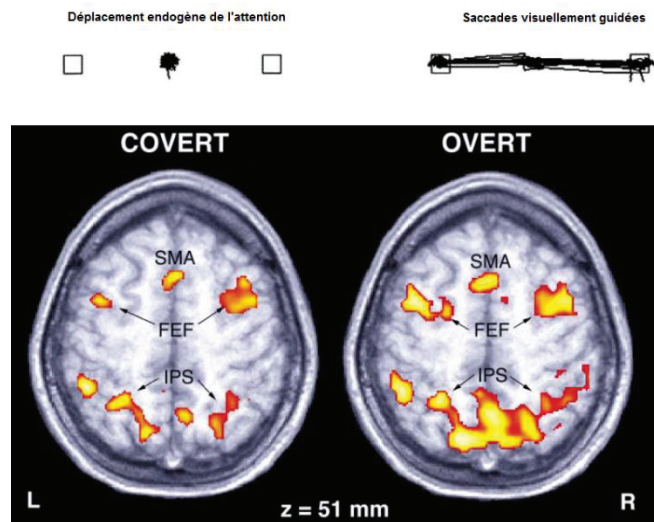 Déplacement endogène de l'attention
Saccades visuellement guidées
COVERT
OVERT
SMA
SMA
FEF
FEF
IPS
IPS
L
z = 51 mm
R